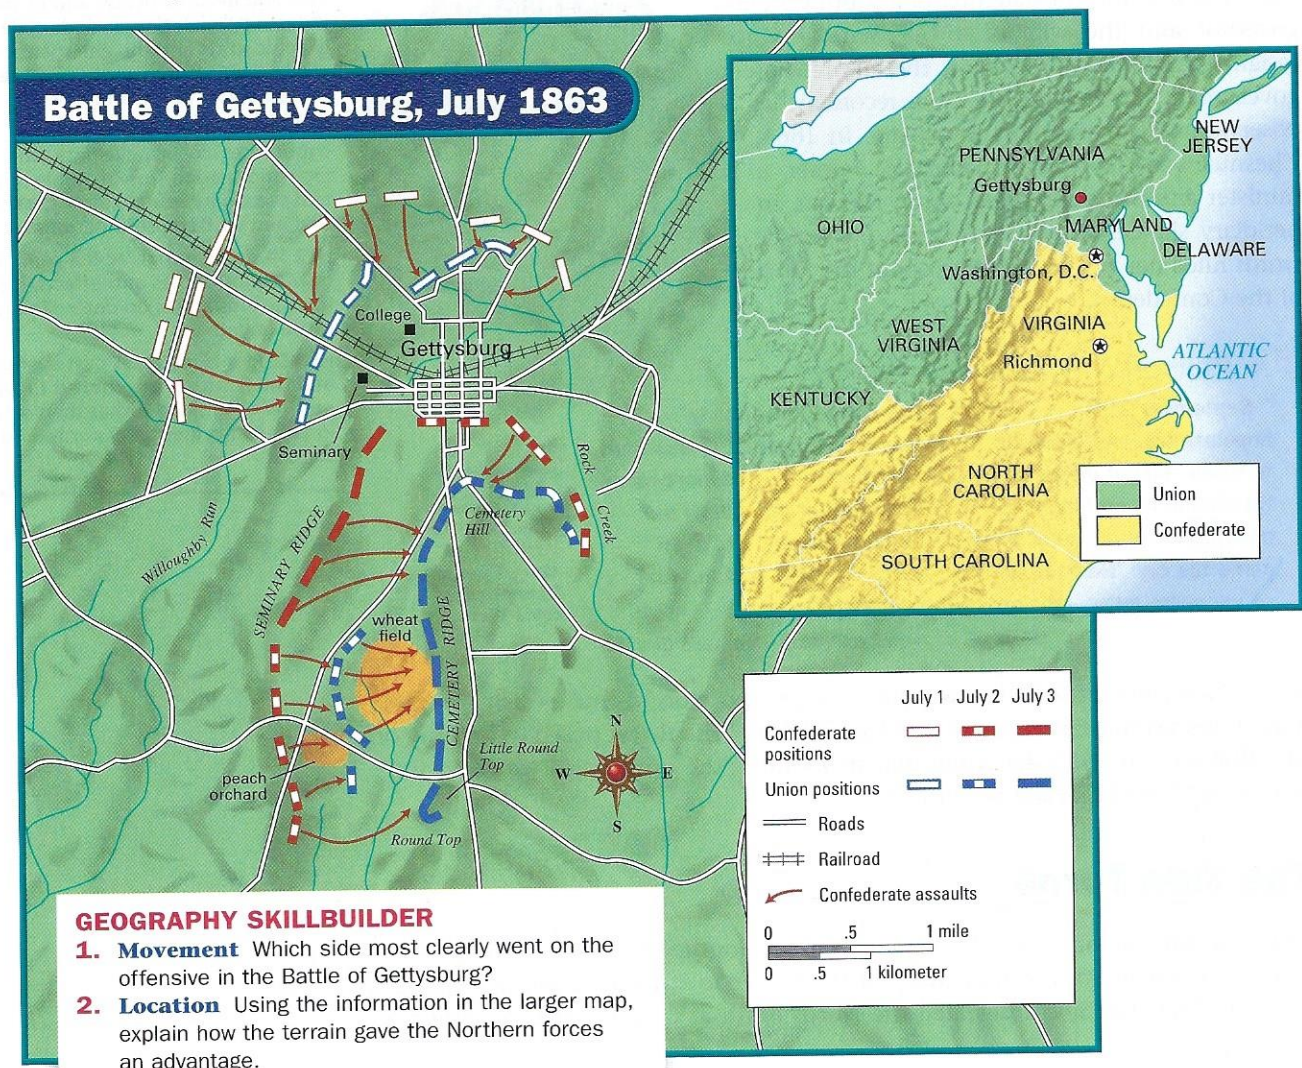 Battle of Gettysburg, July 1863
College
Gettysburg
Seminary
Rock
Creek
Cemetery
Hill
Willoughby Run
SEMINARY RIDGE
wheat
field
CEMETERY RIDGE
Little Round
Top
peach
orchard
Round Top
N
W E
S
NEW
JERSEY
PENNSYLVANIA
Gettysburg
OHIO
MARYLAND
DELAWARE
Washington, D.C.
WEST
VIRGINIA
VIRGINIA
Richmond
ATLANTIC
OCEAN
KENTUCKY
NORTH
CAROLINA
SOUTH CAROLINA
Union
Confederate
July 1 July 2 July 3
Confederate
positions
Union positions
Roads
Railroad
Confederate assaults
0 .5 1 mile
0 .5 1 kilometer
GEOGRAPHY SKILLBUILDER
1. Movement Which side most clearly went on the
offensive in the Battle of Gettysburg?
2. Location Using the information in the larger map,
explain how the terrain gave the Northern forces
an advantage.